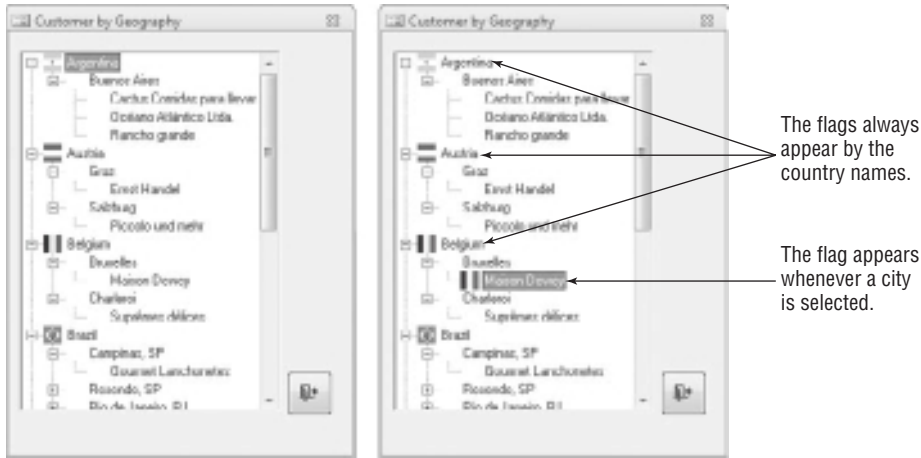 Customer by Geography
Argentina
Buenos Aires
Cactus Comidas para llevar
Océano Atlántico Ltda.
Rancho grande
Austria
Graz
Ernst Handel
Salzburg
Piccolo und mehr
Belgium
Bruxelles
Maison Dewey
Charleroi
Suprêmes délices
Brazil
Campinas, SP
Gourmet Lanchonetes
Resende, SP
Rio de Janeiro, RJ
Customer by Geography
Argentina
Buenos Aires
Cactus Comidas para llevar
Océano Atlántico Ltda.
Rancho grande
Austria
Graz
Ernst Handel
Salzburg
Piccolo und mehr
Belgium
Bruxelles
Maison Dewey
Charleroi
Suprêmes délices
Brazil
Campinas, SP
Gourmet Lanchonetes
Resende, SP
Rio de Janeiro, RJ
The flags always
appear by the
country names.
The flag appears
whenever a city
is selected.